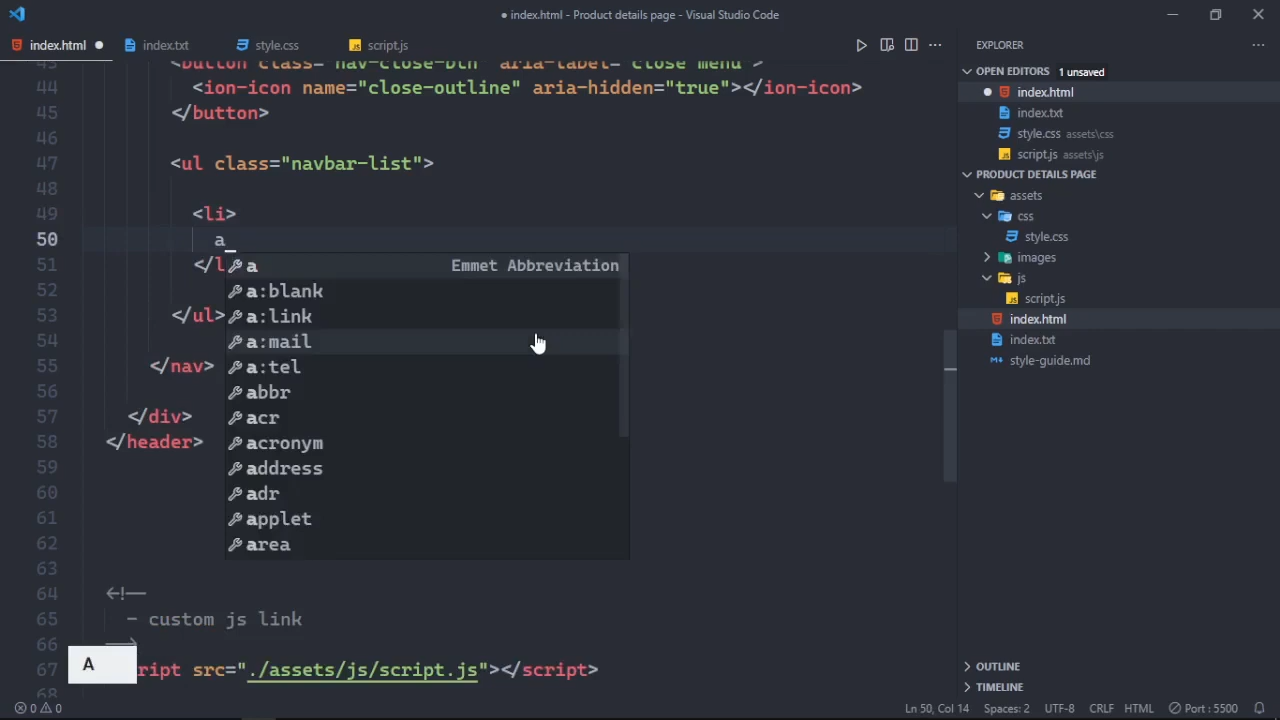 index.html - Product details page - Visual Studio Code
index.html
index.txt
style.css
script.js
43 <button class="nav-close-btn" aria-label="close menu">
44 <ion-icon name="close-outline" aria-hidden="true"></ion-icon>
45 </button>
46
47 <ul class="navbar-list">
48
49 <li>
50 a
51 </l
52
53 </ul>
54
55 </nav>
56
57 </div>
58 </header>
59
60
61
62
63
64 <!--
65 - custom js link
66 -->
67 ript src="./assets/js/script.js"></script>
68
a Emmet Abbreviation
a:blank
a:link
a:mail
a:tel
abbr
acr
acronym
address
adr
applet
area
A
EXPLORER
OPEN EDITORS 1 unsaved
index.html
index.txt
style.css assets\css
script.js assets\js
PRODUCT DETAILS PAGE
assets
css
style.css
images
js
script.js
index.html
index.txt
style-guide.md
OUTLINE
TIMELINE
0 0
Ln 50, Col 14 Spaces: 2 UTF-8 CRLF HTML Port : 5500